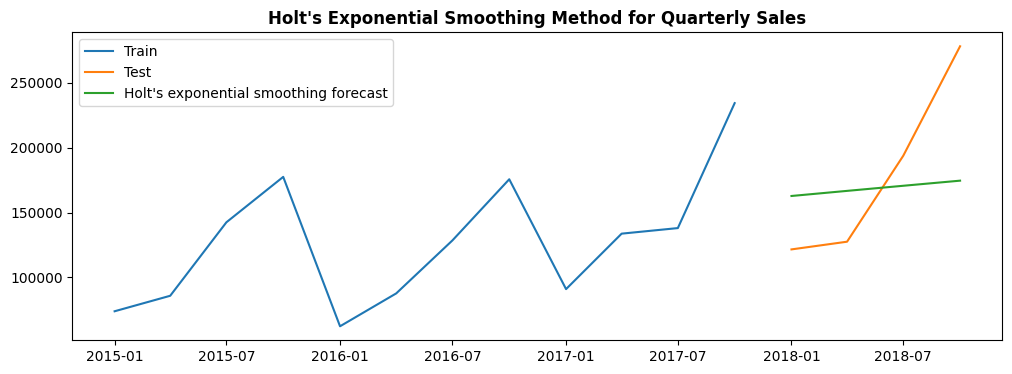 Holt's Exponential Smoothing Method for Quarterly Sales
Train
Test
Holt's exponential smoothing forecast
250000
200000
150000
100000
2015-01 2015-07 2016-01 2016-07 2017-01 2017-07 2018-01 2018-07